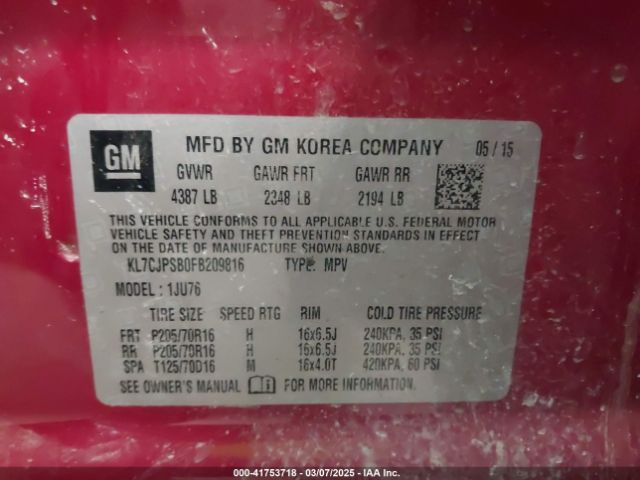 GM
MFD BY GM KOREA COMPANY 05 / 15
GVWR GAWR FRT GAWR RR
4387 LB 2348 LB 2194 LB
THIS VEHICLE CONFORMS TO ALL APPLICABLE U.S. FEDERAL MOTOR
VEHICLE SAFETY AND THEFT PREVENTION STANDARDS IN EFFECT
ON THE DATE OF MANUFACTURE SHOWN ABOVE.
KL7CJPSB0FB209816 TYPE: MPV
MODEL : 1JU76
TIRE SIZE SPEED RTG RIM COLD TIRE PRESSURE
FRT P205/70R16 H 16x6.5J 240KPA, 35 PSI
RR P205/70R16 H 16x6.5J 240KPA, 35 PSI
SPA T125/70D16 M 16x4.0T 420KPA, 60 PSI
SEE OWNER'S MANUAL FOR MORE INFORMATION.
000-41753718 — 03/07/2025 — IAA Inc.